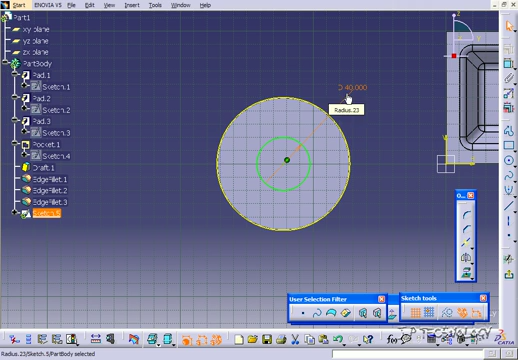 Start ENOVIA V5 File Edit View Insert Tools Window Help
Part1
xy plane
yz plane
zx plane
PartBody
Pad.1
Sketch.1
Pad.2
Sketch.2
Pad.3
Sketch.3
Pocket.1
Sketch.4
Draft.1
EdgeFillet.1
EdgeFillet.2
EdgeFillet.3
Sketch.5
D 40.000
Radius.23
O...
User Selection Filter
Sketch tools
TECHNOLOGY
CATIA
Radius.23/Sketch.5/PartBody selected